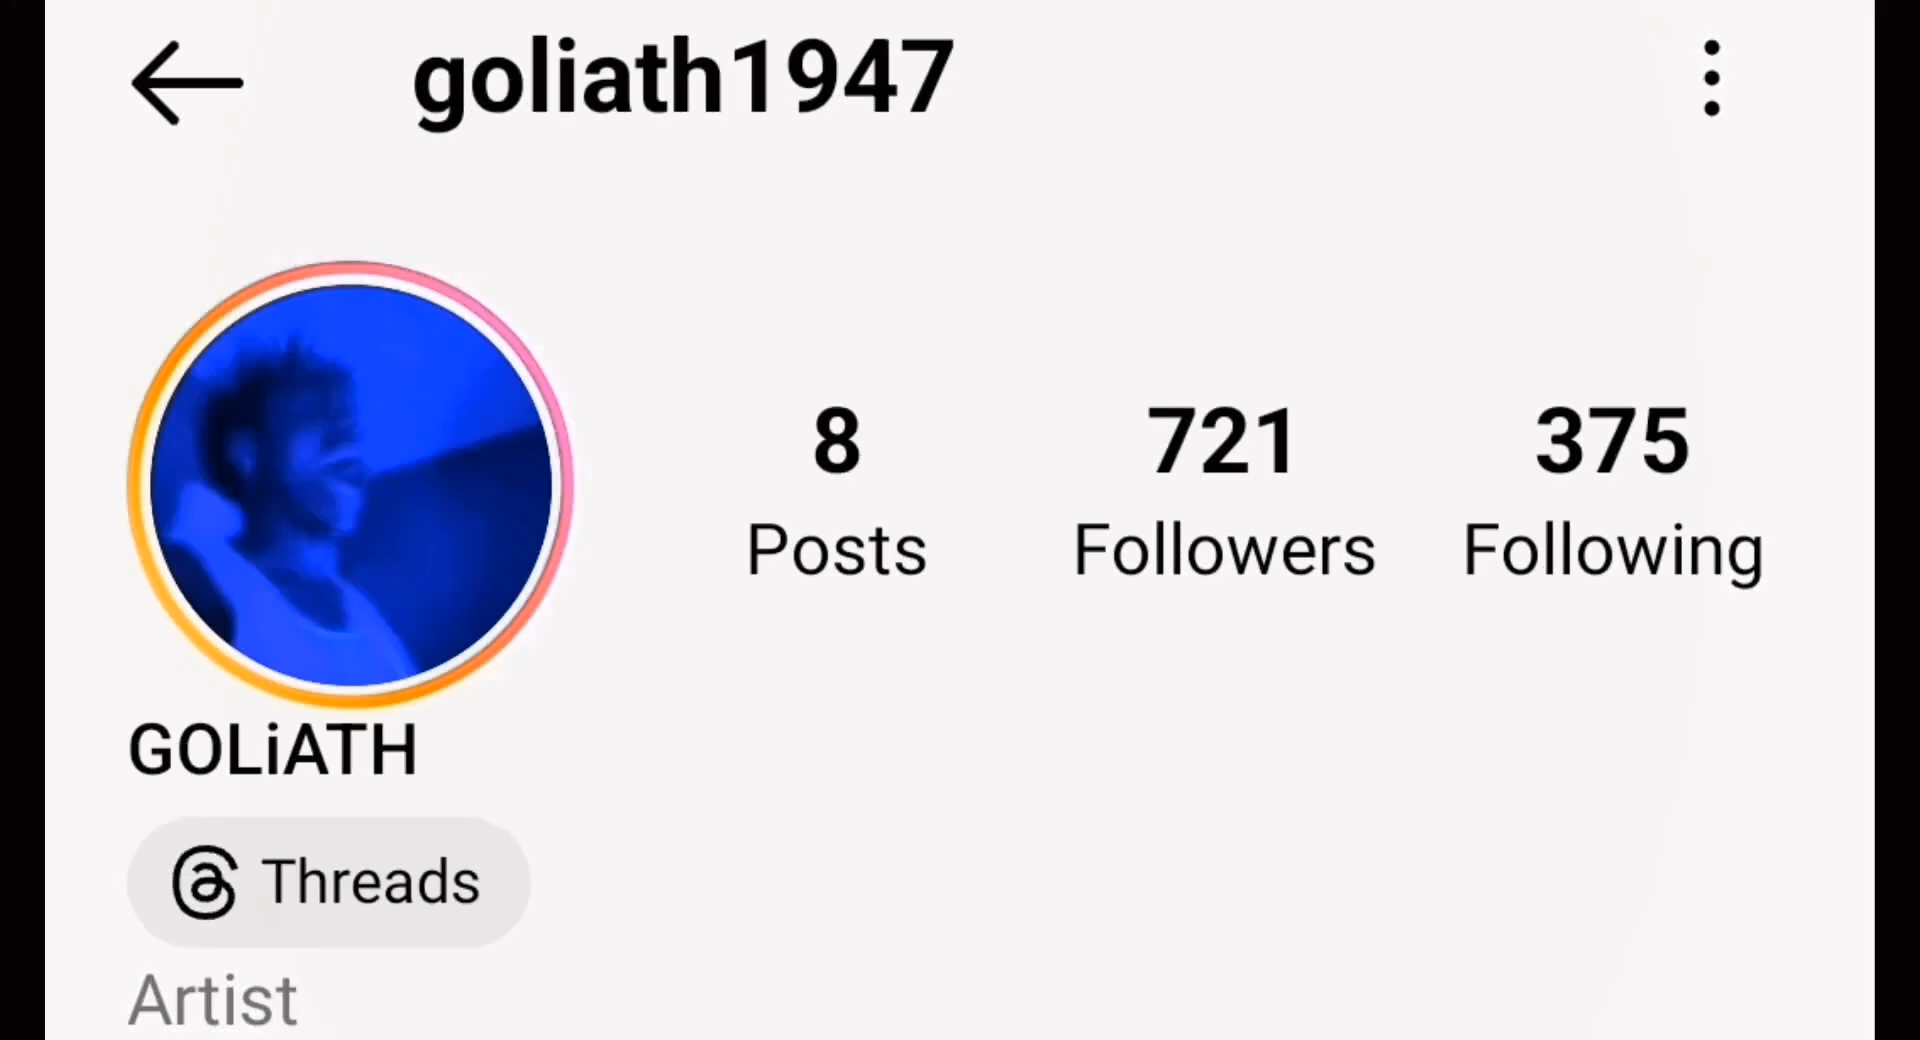 goliath1947
8 721 375
Posts Followers Following
GOLiATH
Threads
Artist